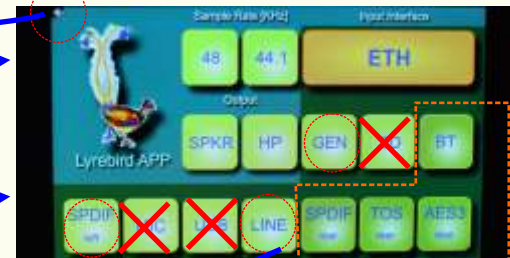 Sample Rate [KHz] Input Interface
48 44.1 ETH
Output
SPKR HP GEN BT
Lyrebird APP
SPDIF LINE SPDIF TOS AES3